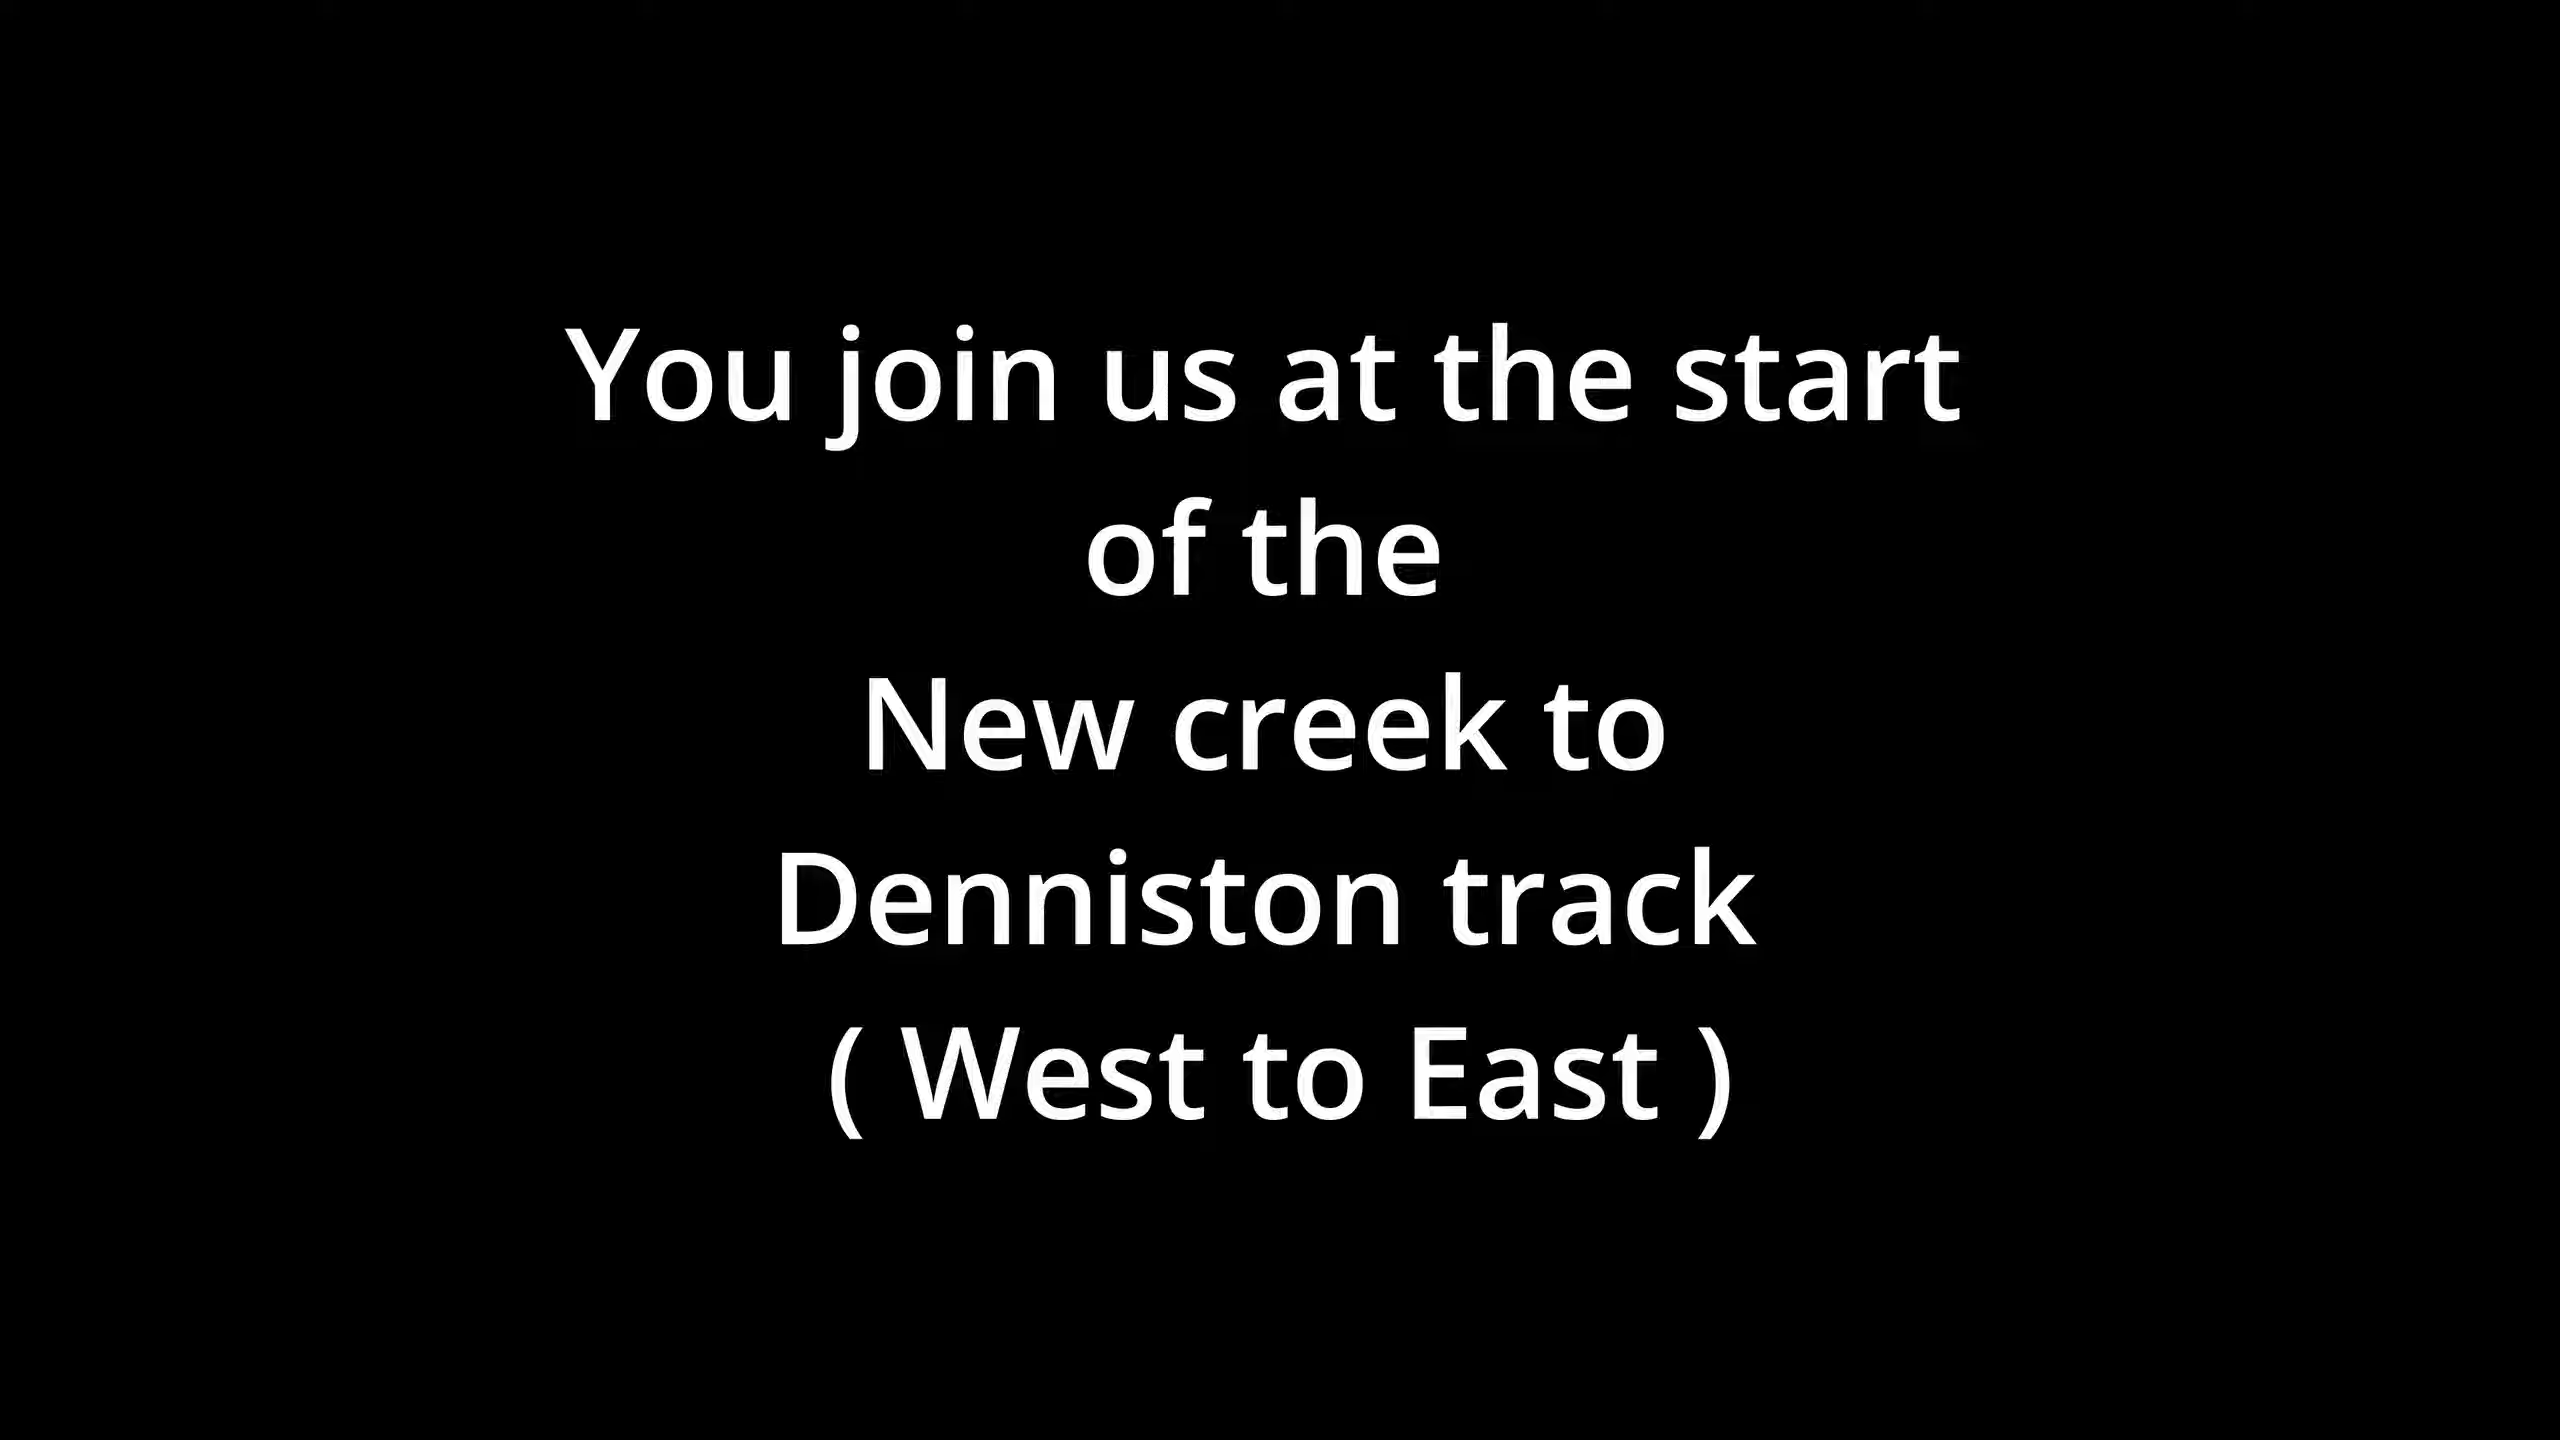 You join us at the start
of the
New creek to
Denniston track
( West to East )